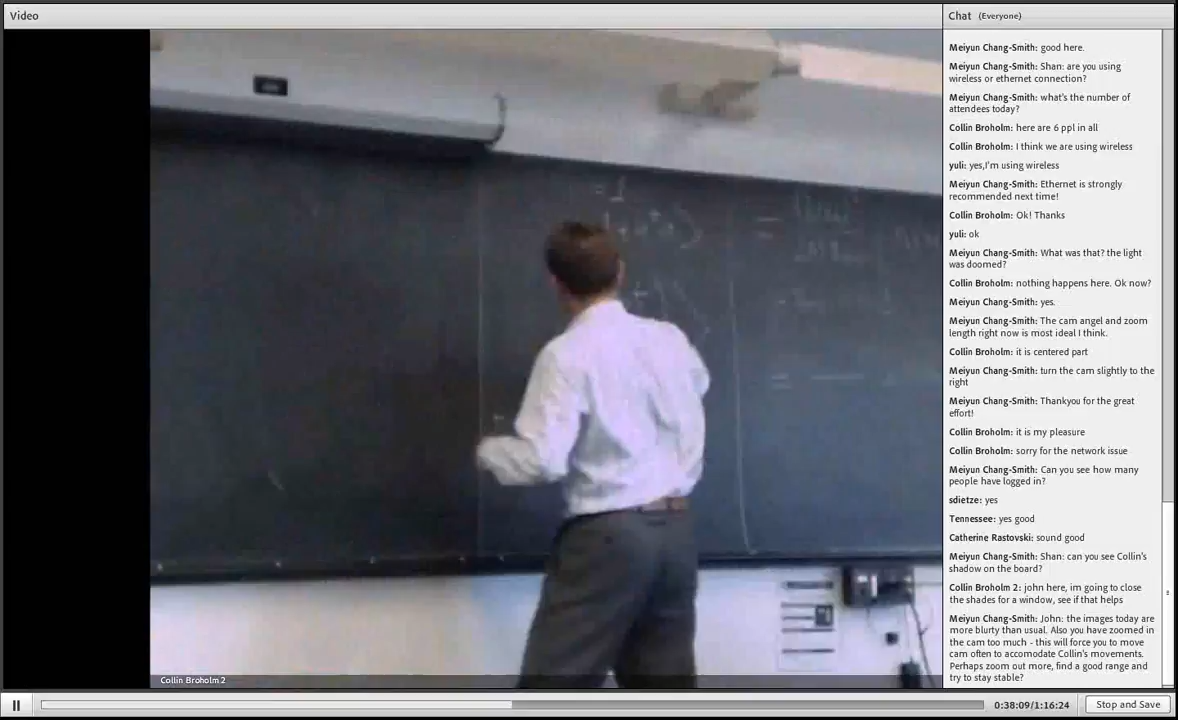 Video
Chat (Everyone)
Meiyun Chang-Smith: good here.
Meiyun Chang-Smith: Shan: are you using
wireless or ethernet connection?
Meiyun Chang-Smith: what's the number of
attendees today?
Collin Broholm: here are 6 ppl in all
Collin Broholm: I think we are using wireless
yuli: yes,I'm using wireless
Meiyun Chang-Smith: Ethernet is strongly
recommended next time!
Collin Broholm: Ok! Thanks
yuli: ok
Meiyun Chang-Smith: What was that? the light
was doomed?
Collin Broholm: nothing happens here. Ok now?
Meiyun Chang-Smith: yes.
Meiyun Chang-Smith: The cam angel and zoom
length right now is most ideal I think.
Collin Broholm: it is centered part
Meiyun Chang-Smith: turn the cam slightly to the
right
Meiyun Chang-Smith: Thankyou for the great
effort!
Collin Broholm: it is my pleasure
Collin Broholm: sorry for the network issue
Meiyun Chang-Smith: Can you see how many
people have logged in?
sdietze: yes
Tennessee: yes good
Catherine Rastovski: sound good
Meiyun Chang-Smith: Shan: can you see Collin's
shadow on the board?
Collin Broholm 2: john here, im going to close
the shades for a window, see if that helps
Meiyun Chang-Smith: John: the images today are
more blurty than usual. Also you have zoomed in
the cam too much - this will force you to move
cam often to accomodate Collin's movements.
Perhaps zoom out more, find a good range and
try to stay stable?
Collin Broholm 2
0:38:09/1:16:24
Stop and Save